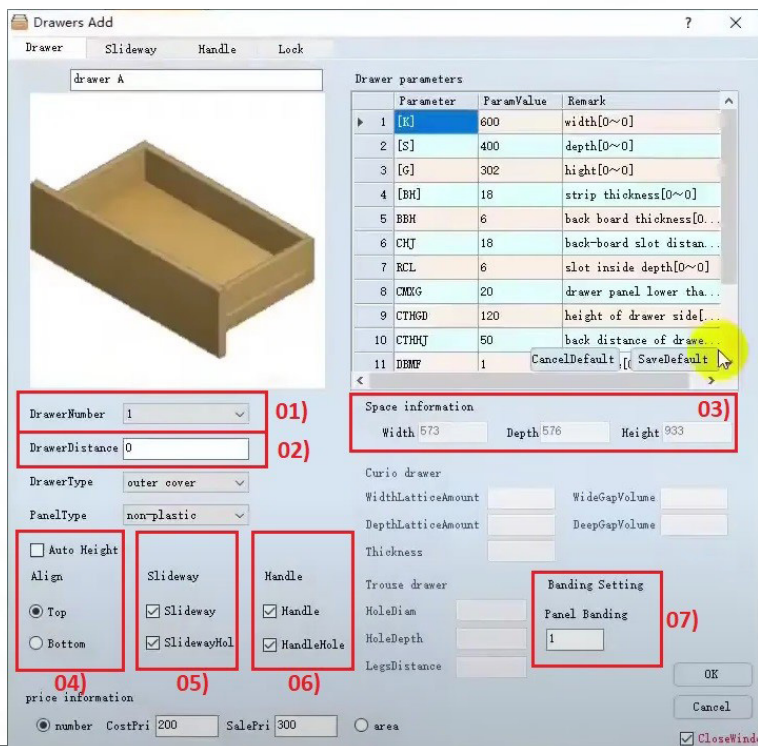 Drawers Add ? ×
Drawer Slideway Handle Lock
drawer A
Drawer parameters
Parameter ParamValue Remark
1 [K] 600 width[0~0]
2 [S] 400 depth[0~0]
3 [G] 302 hight[0~0]
4 [BH] 18 strip thickness[0~0]
5 BBH 6 back board thickness[0...
6 CHJ 18 back-board slot distan...
7 RCL 6 slot inside depth[0~0]
8 CMXG 20 drawer panel lower tha...
9 CTHGD 120 height of drawer side[...
10 CTHHJ 50 back distance of drawe...
11 DBMF 1
CancelDefault SaveDefault
DrawerNumber 1 01)
DrawerDistance 0 02)
DrawerType outer cover
PanelType non-plastic
Space information 03)
Width 573 Depth 576 Height 933
Curio drawer
WidthLatticeAmount WideGapVolume
DepthLatticeAmount DeepGapVolume
Thickness
Auto Height
Align
Top
Bottom
04)
Slideway
Slideway
SlidewayHol
05)
Handle
Handle
HandleHole
06)
Trouse drawer
HoleDiam
HoleDepth
LegsDistance
Banding Setting
Panel Banding
1
07)
price information
number CostPri 200 SalePri 300 area
OK
Cancel
CloseWindo